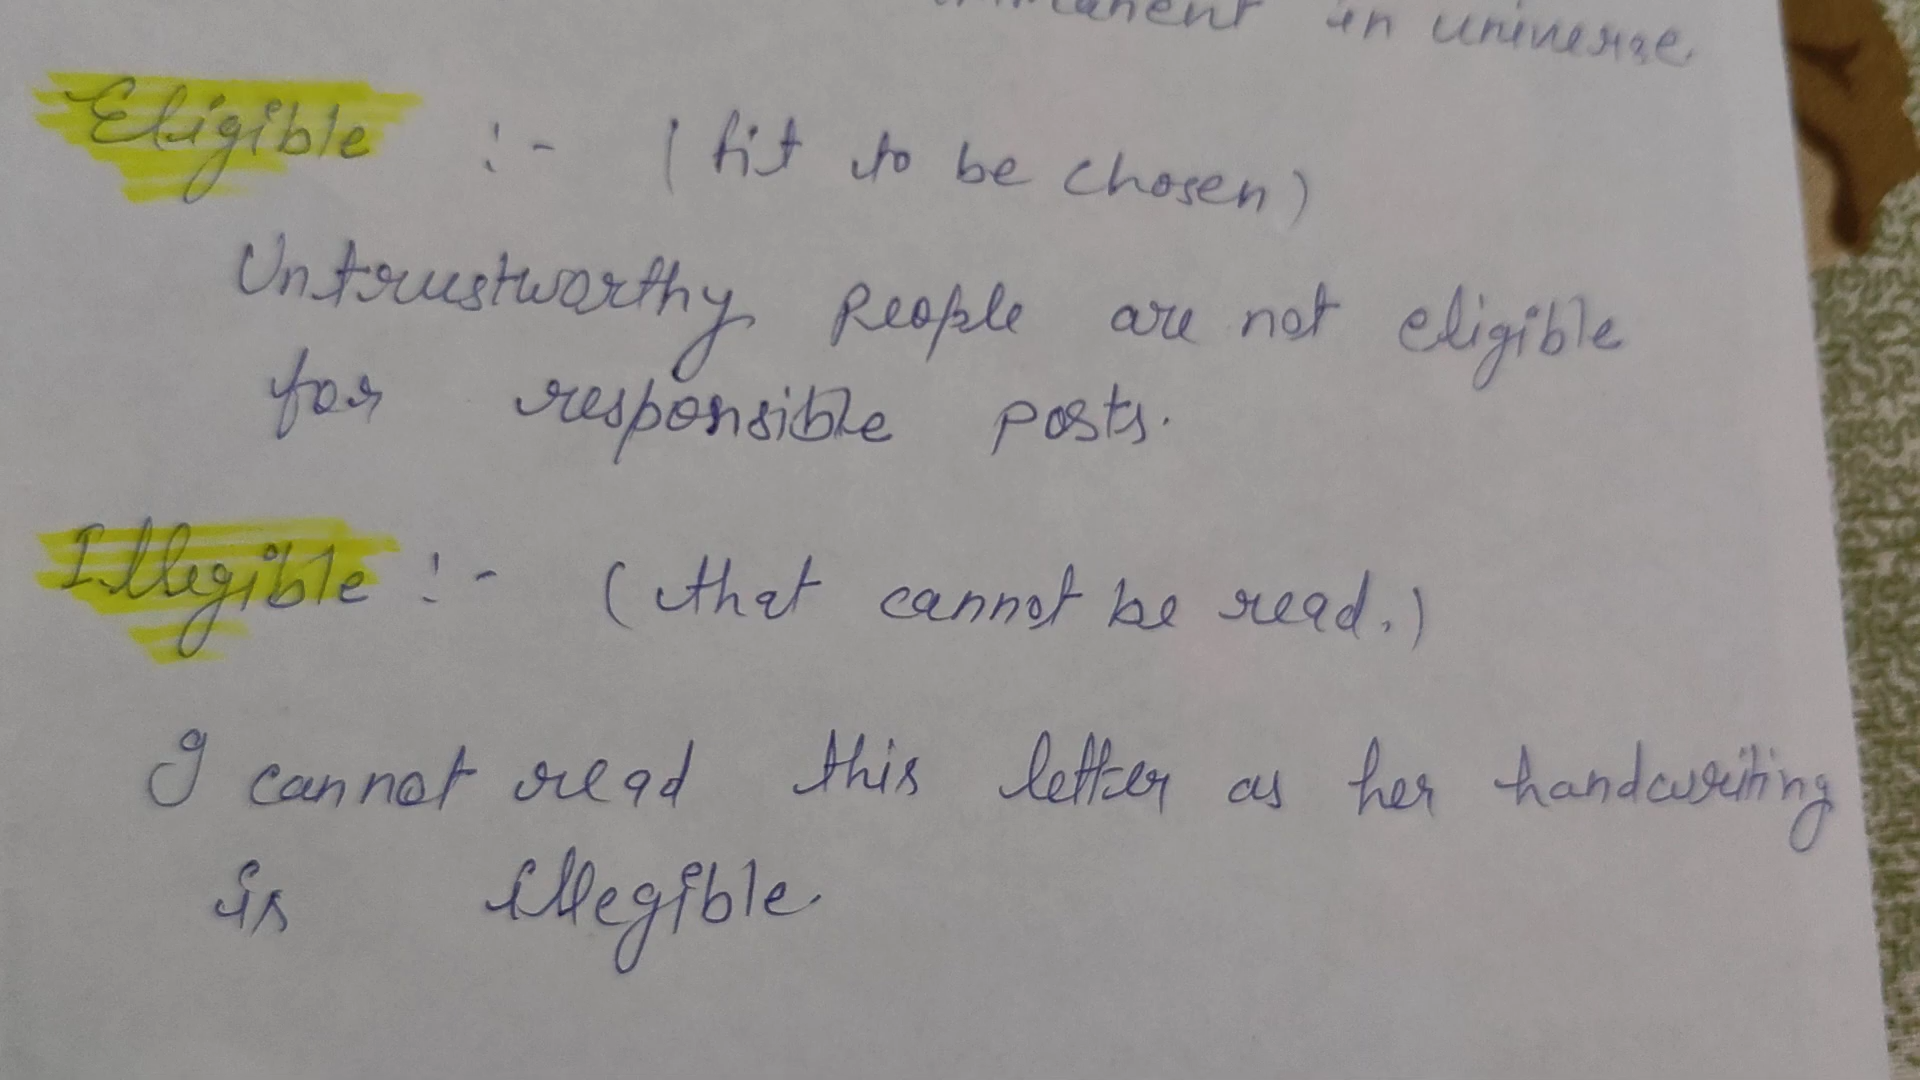 in universe.
Eligible :- (fit to be chosen)
Untrustworthy People are not eligible
for responsible posts.
Illegible :- (that cannot be read.)
I cannot read this letter as her handwriting
is illegible